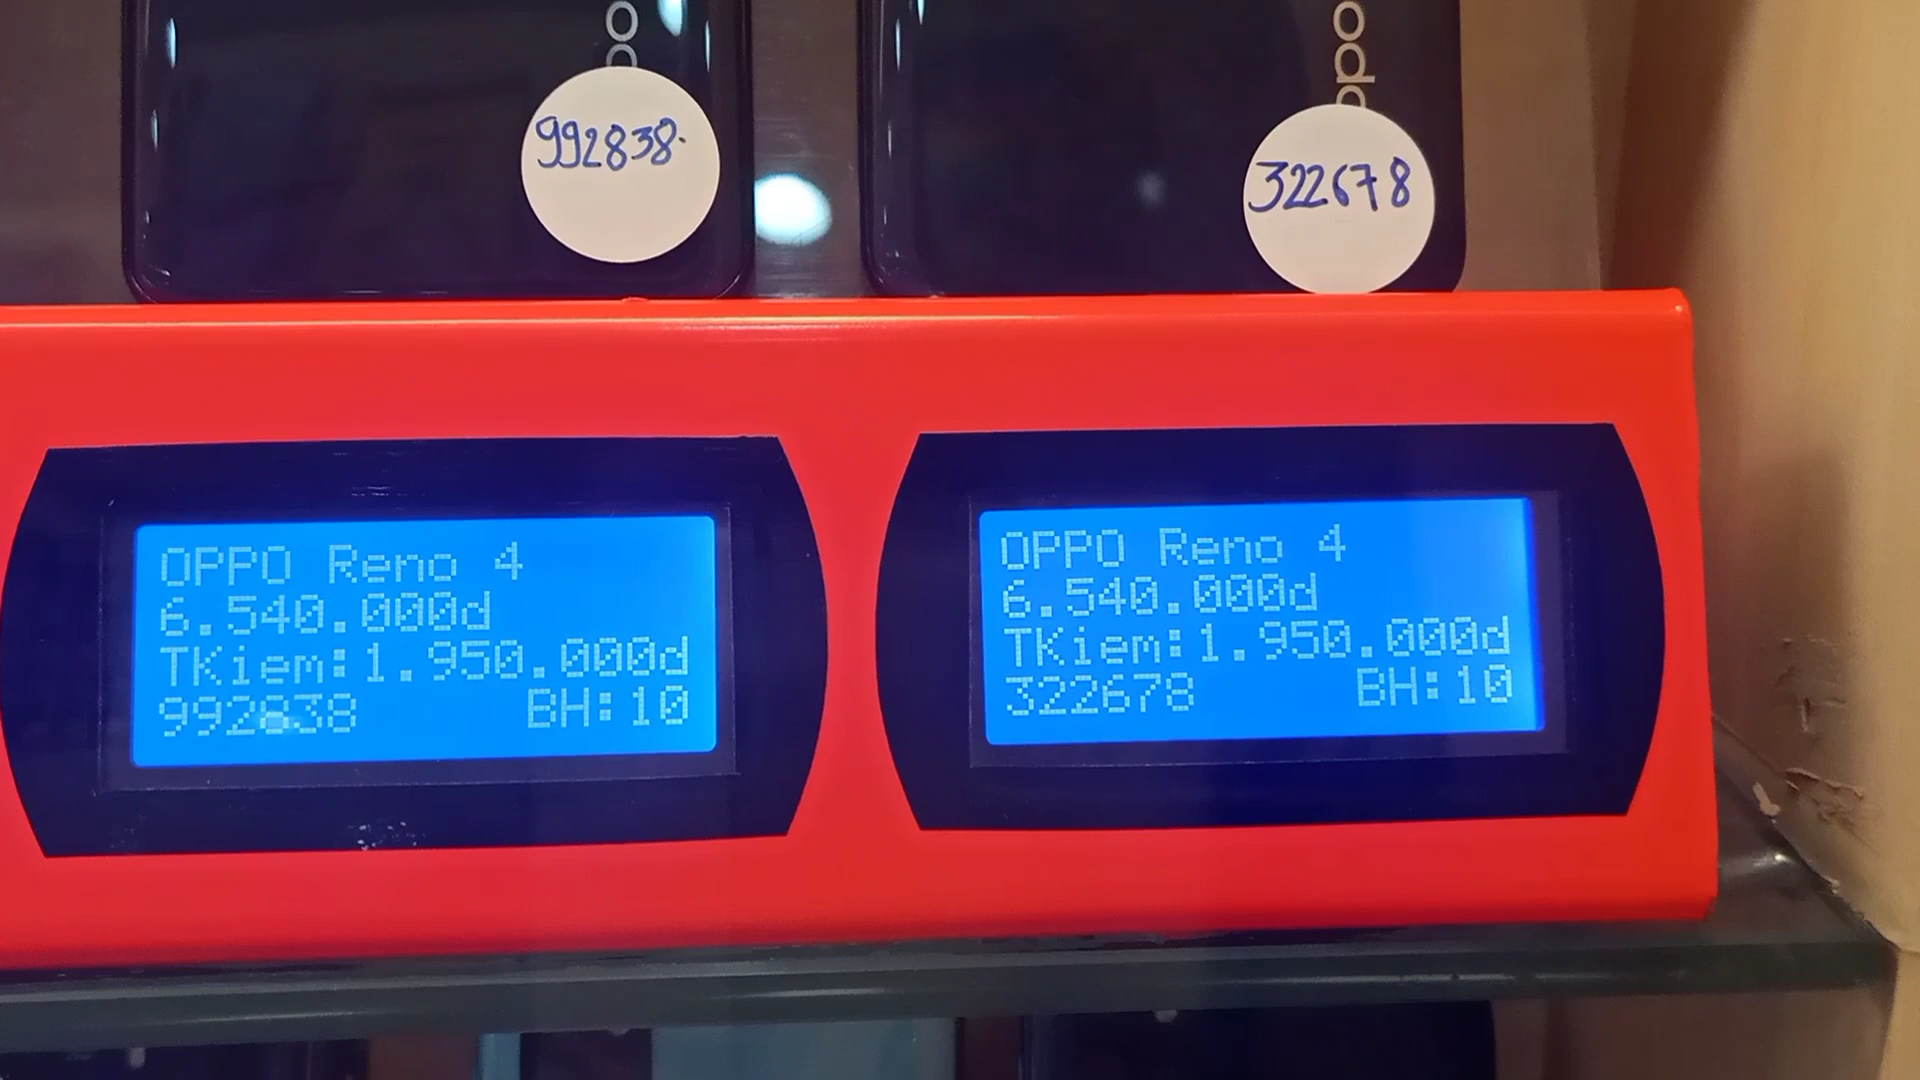 oppo
992838.
322678
OPPO Reno 4
6.540.000d
TKiem:1.950.000d
992838 BH:10
OPPO Reno 4
6.540.000d
TKiem:1.950.000d
322678 BH:10